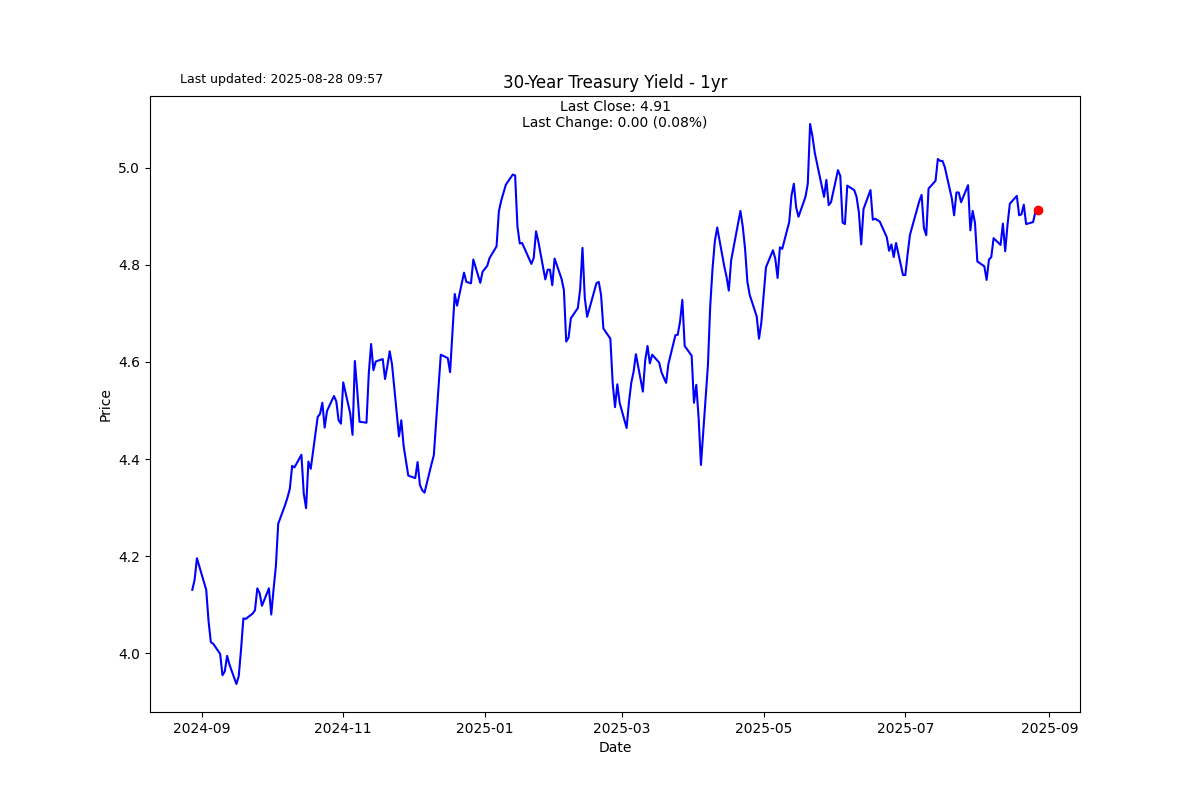 Last updated: 2025-08-28 09:57
30-Year Treasury Yield - 1yr
Last Close: 4.91
Last Change: 0.00 (0.08%)
Price
5.0
4.8
4.6
4.4
4.2
4.0
2024-09 2024-11 2025-01 2025-03 2025-05 2025-07 2025-09
Date